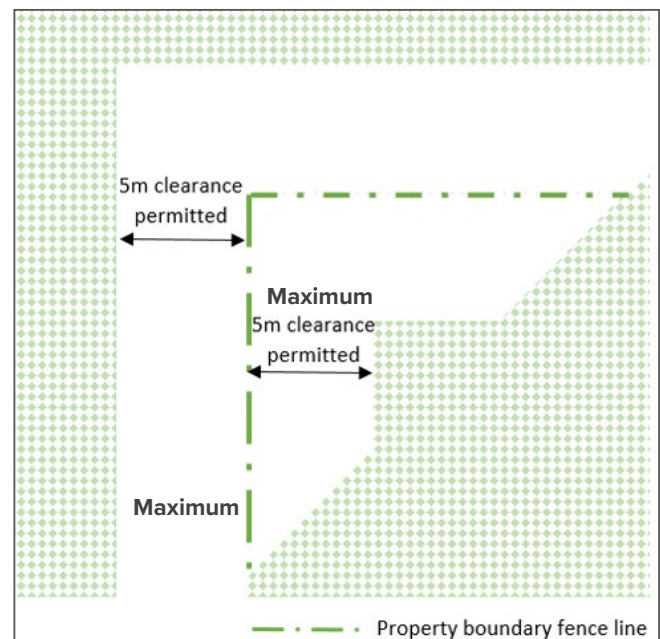 5m clearance
permitted
Maximum
5m clearance
permitted
Maximum
Property boundary fence line